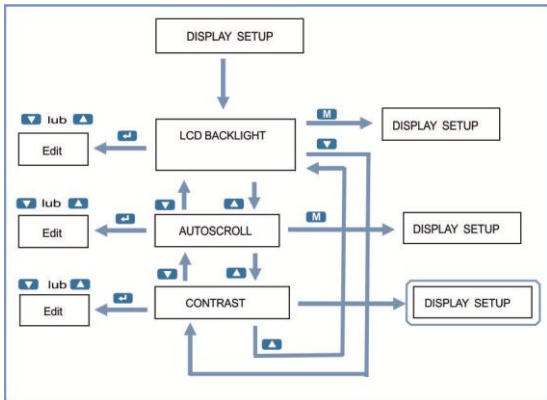 DISPLAY SETUP
lub
M
LCD BACKLIGHT
DISPLAY SETUP
Edit
lub
M
AUTOSCROLL
DISPLAY SETUP
Edit
lub
CONTRAST
DISPLAY SETUP
Edit